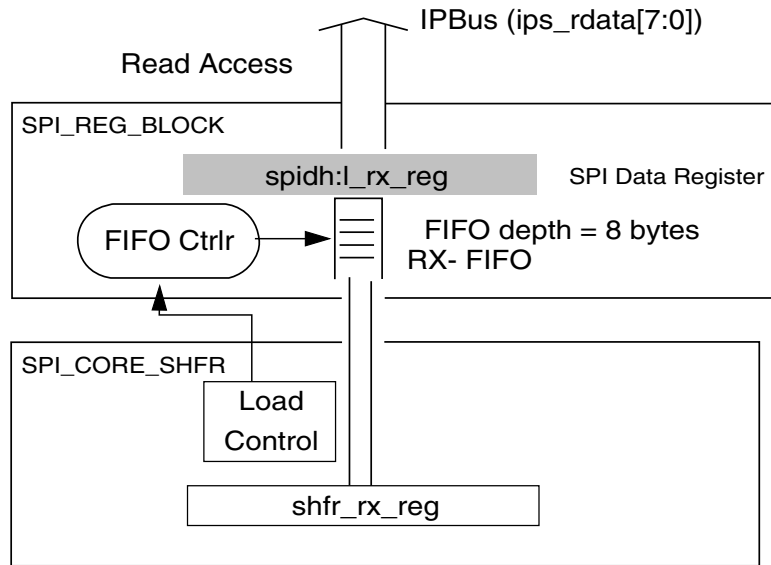 IPBus (ips_rdata[7:0])
Read Access
SPI_REG_BLOCK
spidh:l_rx_reg
SPI Data Register
FIFO Ctrlr
FIFO depth = 8 bytes
RX- FIFO
SPI_CORE_SHFR
Load
Control
shfr_rx_reg